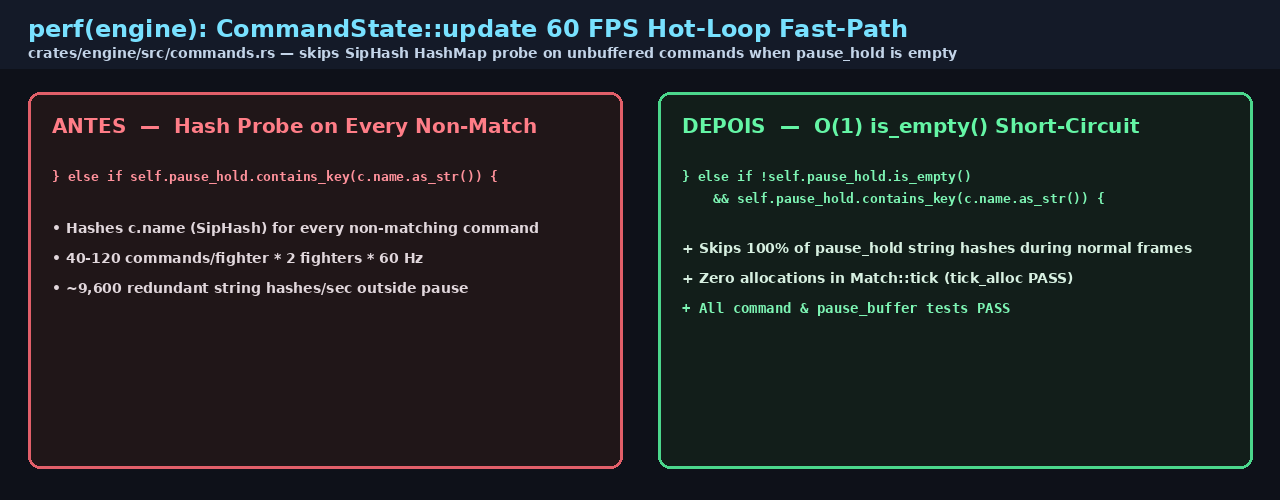 perf(engine): CommandState::update 60 FPS Hot-Loop Fast-Path
crates/engine/src/commands.rs — skips SipHash HashMap probe on unbuffered commands when pause_hold is empty
ANTES — Hash Probe on Every Non-Match
} else if self.pause_hold.contains_key(c.name.as_str()) {
• Hashes c.name (SipHash) for every non-matching command
• 40-120 commands/fighter * 2 fighters * 60 Hz
• ~9,600 redundant string hashes/sec outside pause
DEPOIS — O(1) is_empty() Short-Circuit
} else if !self.pause_hold.is_empty()
&& self.pause_hold.contains_key(c.name.as_str()) {
+ Skips 100% of pause_hold string hashes during normal frames
+ Zero allocations in Match::tick (tick_alloc PASS)
+ All command & pause_buffer tests PASS